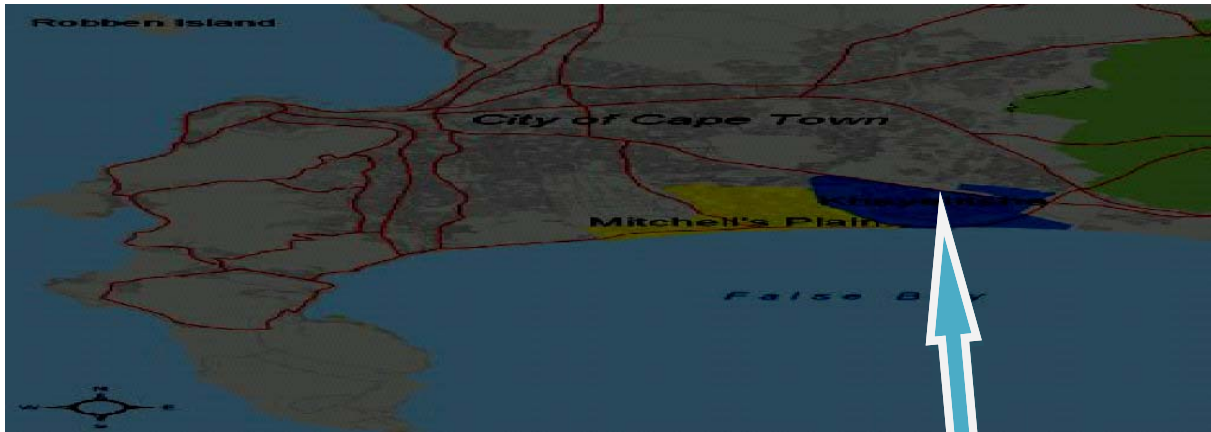 Robben Island
City of Cape Town
Khayelitsha
Mitchell's Plain
False Bay
N
W E
S